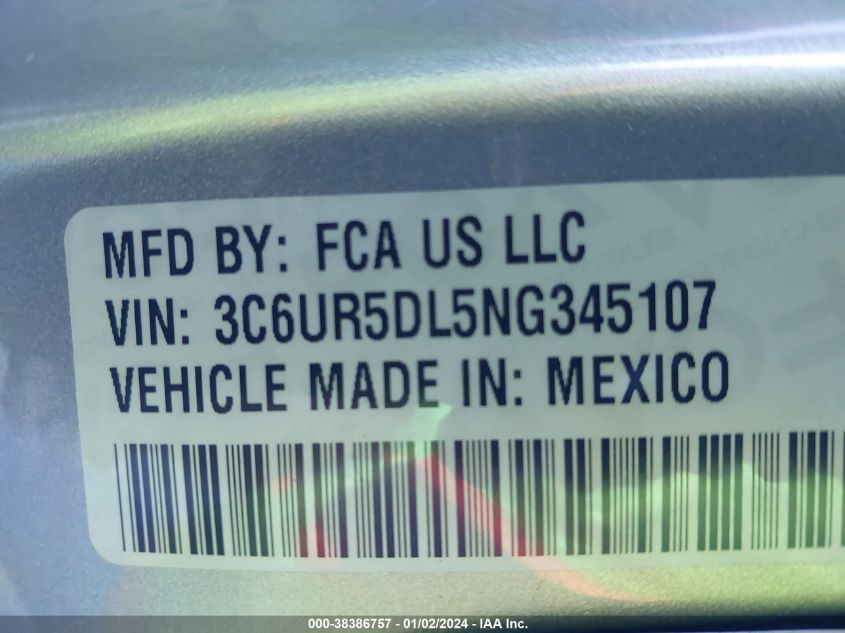 MFD BY: FCA US LLC
VIN: 3C6UR5DL5NG345107
VEHICLE MADE IN: MEXICO
000-38386757 - 01/02/2024 - IAA Inc.